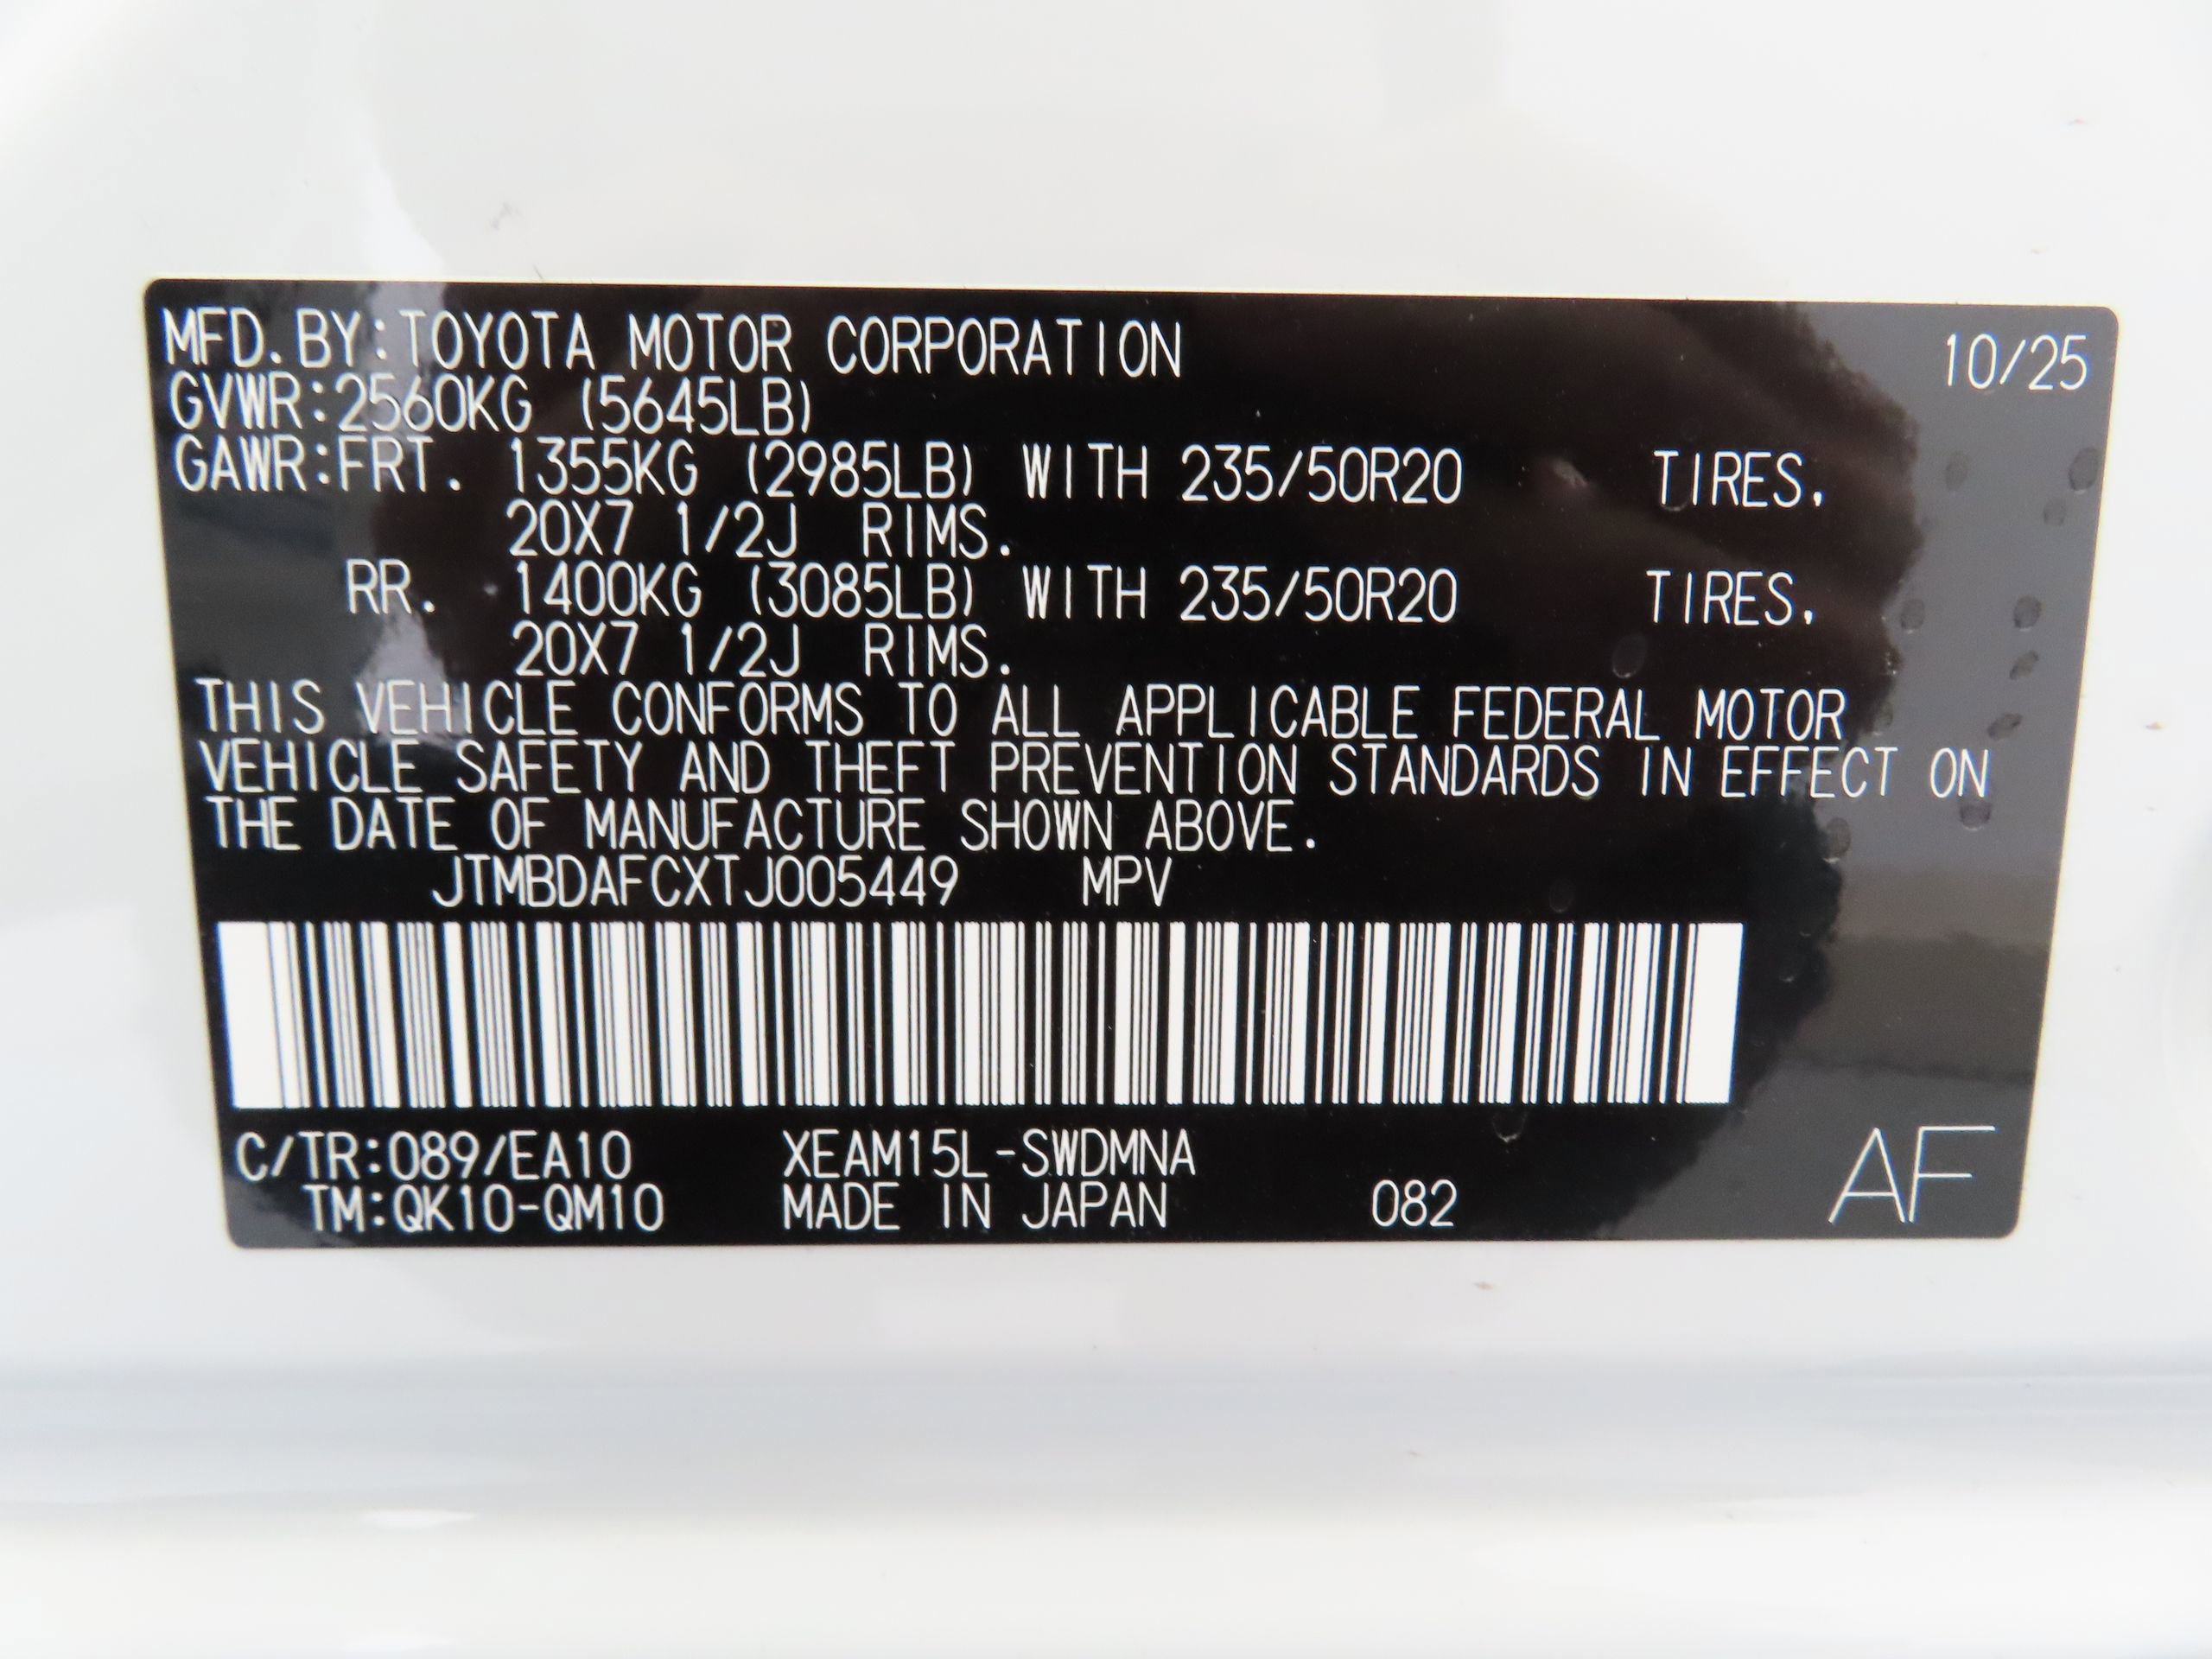 MFD. BY: TOYOTA MOTOR CORPORATION 10/25
GVWR: 2560KG (5645LB)
GAWR: FRT. 1355KG (2985LB) WITH 235/50R20 TIRES,
20X7 1/2J RIMS.
RR. 1400KG (3085LB) WITH 235/50R20 TIRES,
20X7 1/2J RIMS.
THIS VEHICLE CONFORMS TO ALL APPLICABLE FEDERAL MOTOR
VEHICLE SAFETY AND THEFT PREVENTION STANDARDS IN EFFECT ON
THE DATE OF MANUFACTURE SHOWN ABOVE.
JTMBDAFCXTJ005449 MPV
C/TR: 089/EA10 XEAM15L-SWDMNA
TM: QK10-QM10 MADE IN JAPAN 082 AF